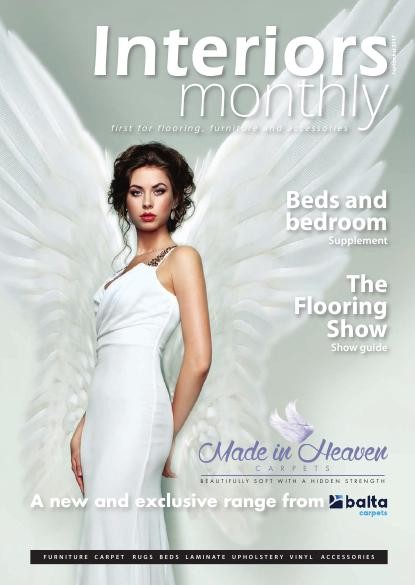 Interiors
monthly
first for flooring, furniture and accessories
Beds and
bedroom
Supplement
The
Flooring
Show
Show guide
Made in Heaven
CARPETS
BEAUTIFULLY SOFT WITH A HIDDEN STRENGTH
A new and exclusive range from balta
carpets
FURNITURE CARPET RUGS BEDS LAMINATE UPHOLSTERY VINYL ACCESSORIES